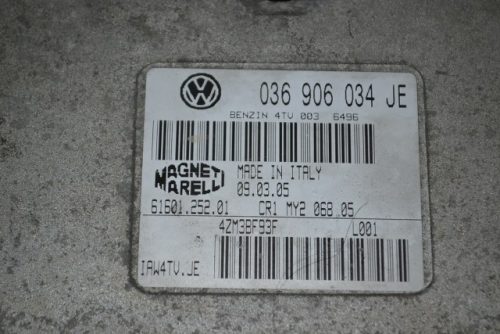 036 906 034 JE
BENZIN 4TV 003 6496
MAGNETI MARELLI
MADE IN ITALY
09.03.05
61601.252.01 CR1 MY2 068 05
4ZM3BF93F L001
IAW4TV.JE